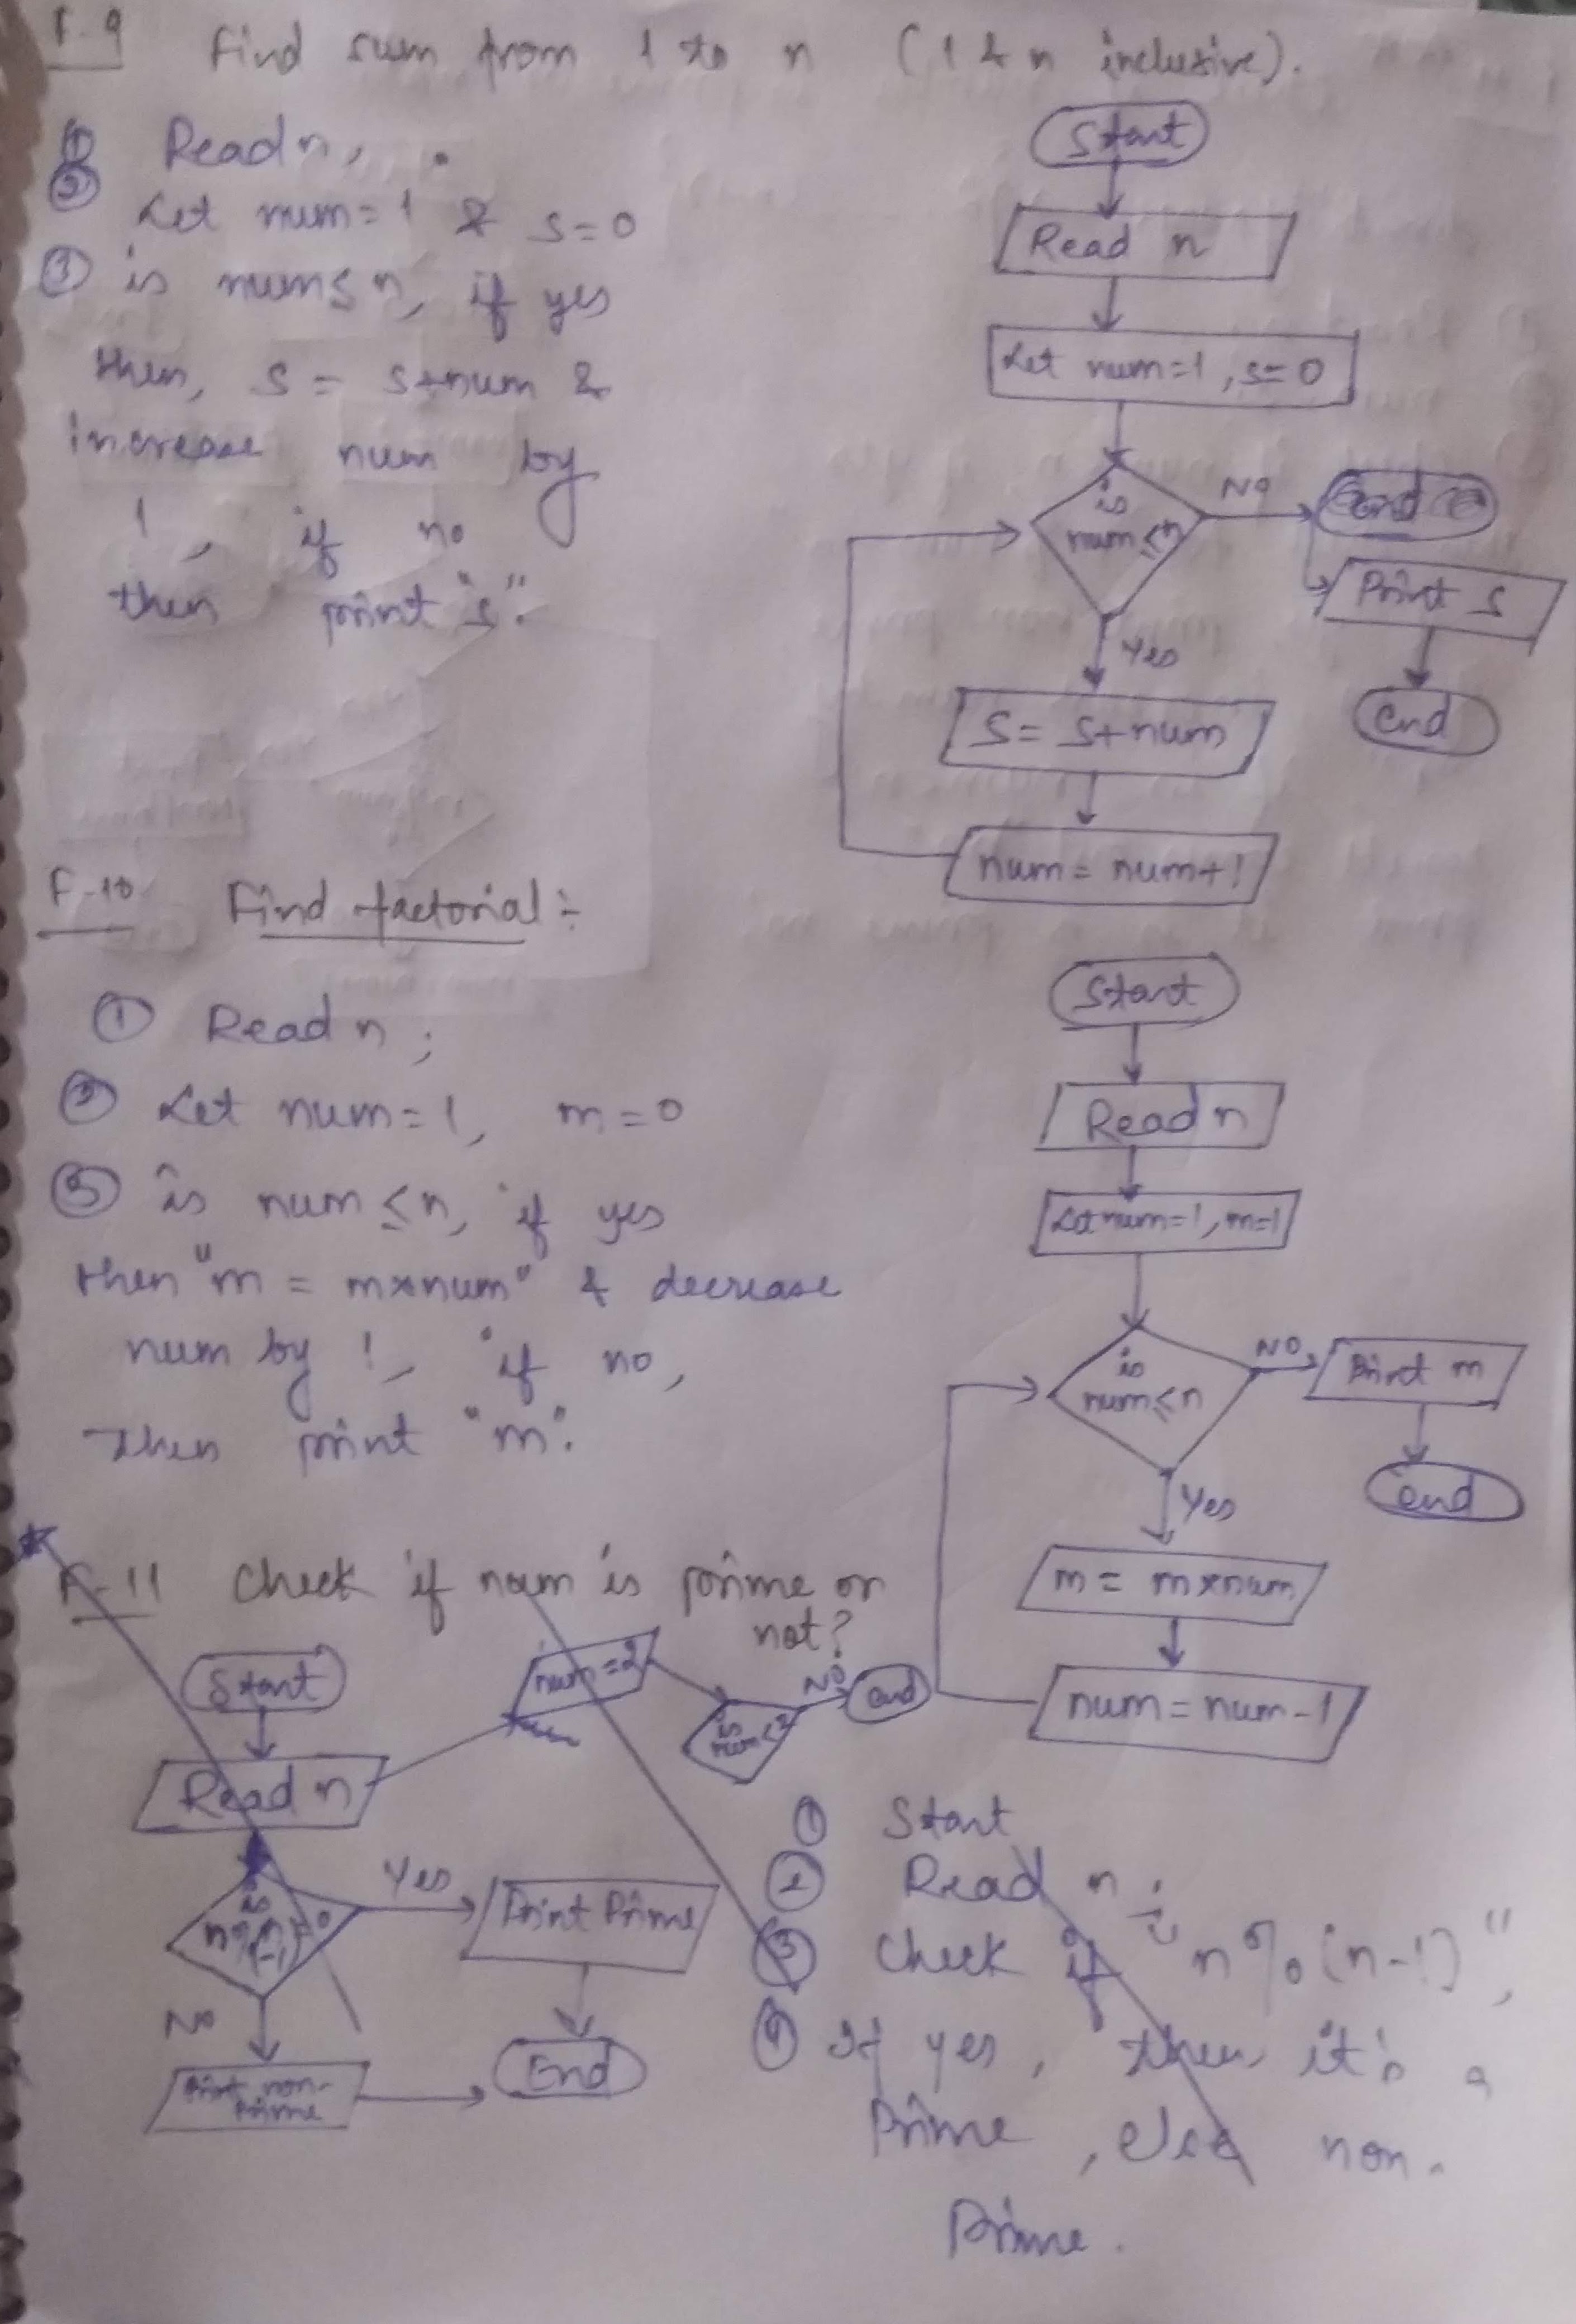 F-9 Find sum from 1 to n (1 & n inclusive).
① Read n,
② Let num=1 & s=0
③ is num≤n, if yes
then, s = s+num &
increase num by
1, if no
then print "s".
Start
Read n
Let num=1, s=0
is
num≤n
No
end
Print s
end
Yes
S= S+num
num= num+1
F-10 Find factorial :-
① Read n;
② Let num=1, m=0
③ is num≤n, if yes
then "m = m*num" & decrease
num by 1, if no,
Then print "m".
Start
Read n
Let num=1, m=1
is
num≤n
NO
Print m
end
Yes
m= m*num
num=num-1
F-11 Check if num is prime or
not?
Start
Read n
num=2
is
num<2
NO
end
is
Yes
Print Prime
End
No
Print non-
Prime
① Start
② Read n;
③ Check if "n%(n-1)",
④ If yes, then it's a
Prime, else non-
Prime.